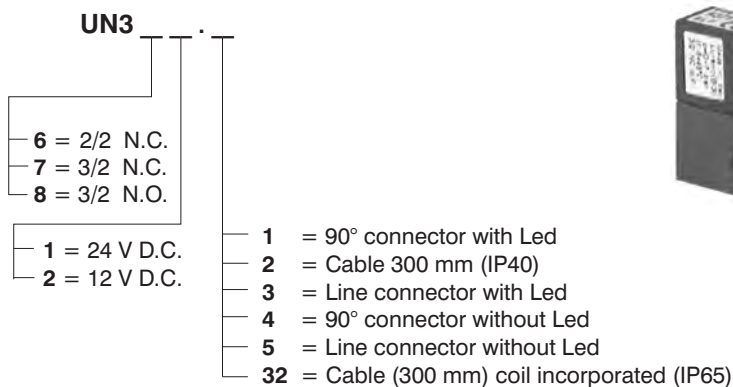 UN3 _ _ . _
6 = 2/2 N.C.
7 = 3/2 N.C.
8 = 3/2 N.O.
1 = 24 V D.C.
2 = 12 V D.C.
1 = 90° connector with Led
2 = Cable 300 mm (IP40)
3 = Line connector with Led
4 = 90° connector without Led
5 = Line connector without Led
32 = Cable (300 mm) coil incorporated (IP65)